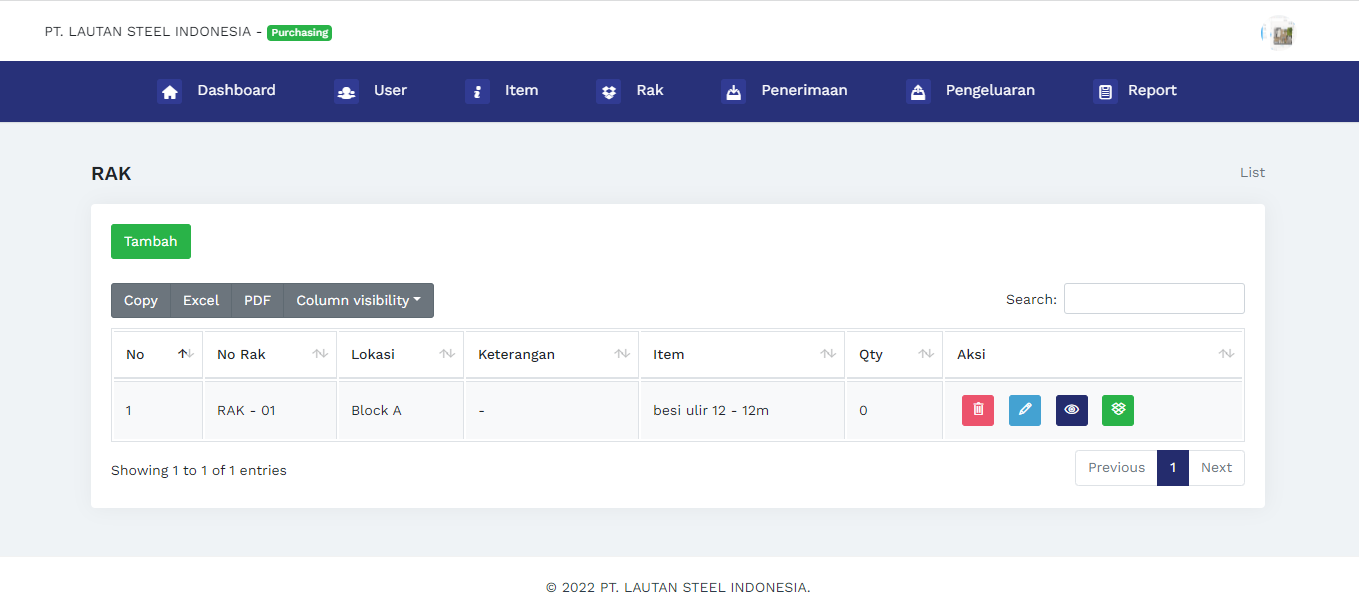 PT. LAUTAN STEEL INDONESIA - Purchasing
Dashboard User Item Rak Penerimaan Pengeluaran Report
RAK List
Tambah
Copy Excel PDF Column visibility Search:
No No Rak Lokasi Keterangan Item Qty Aksi
1 RAK - 01 Block A - besi ulir 12 - 12m 0
Showing 1 to 1 of 1 entries Previous 1 Next
© 2022 PT. LAUTAN STEEL INDONESIA.